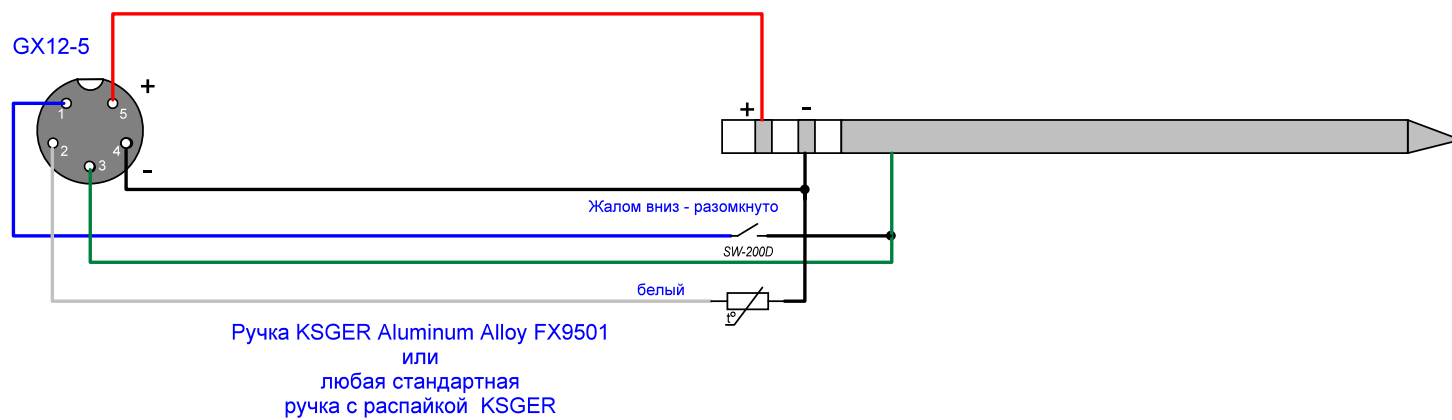 GX12-5
+
1
5
2
4
3
-
+
-
Жалом вниз - разомкнуто
SW-200D
белый
t°
Ручка KSGER Aluminum Alloy FX9501
или
любая стандартная
ручка с распайкой KSGER